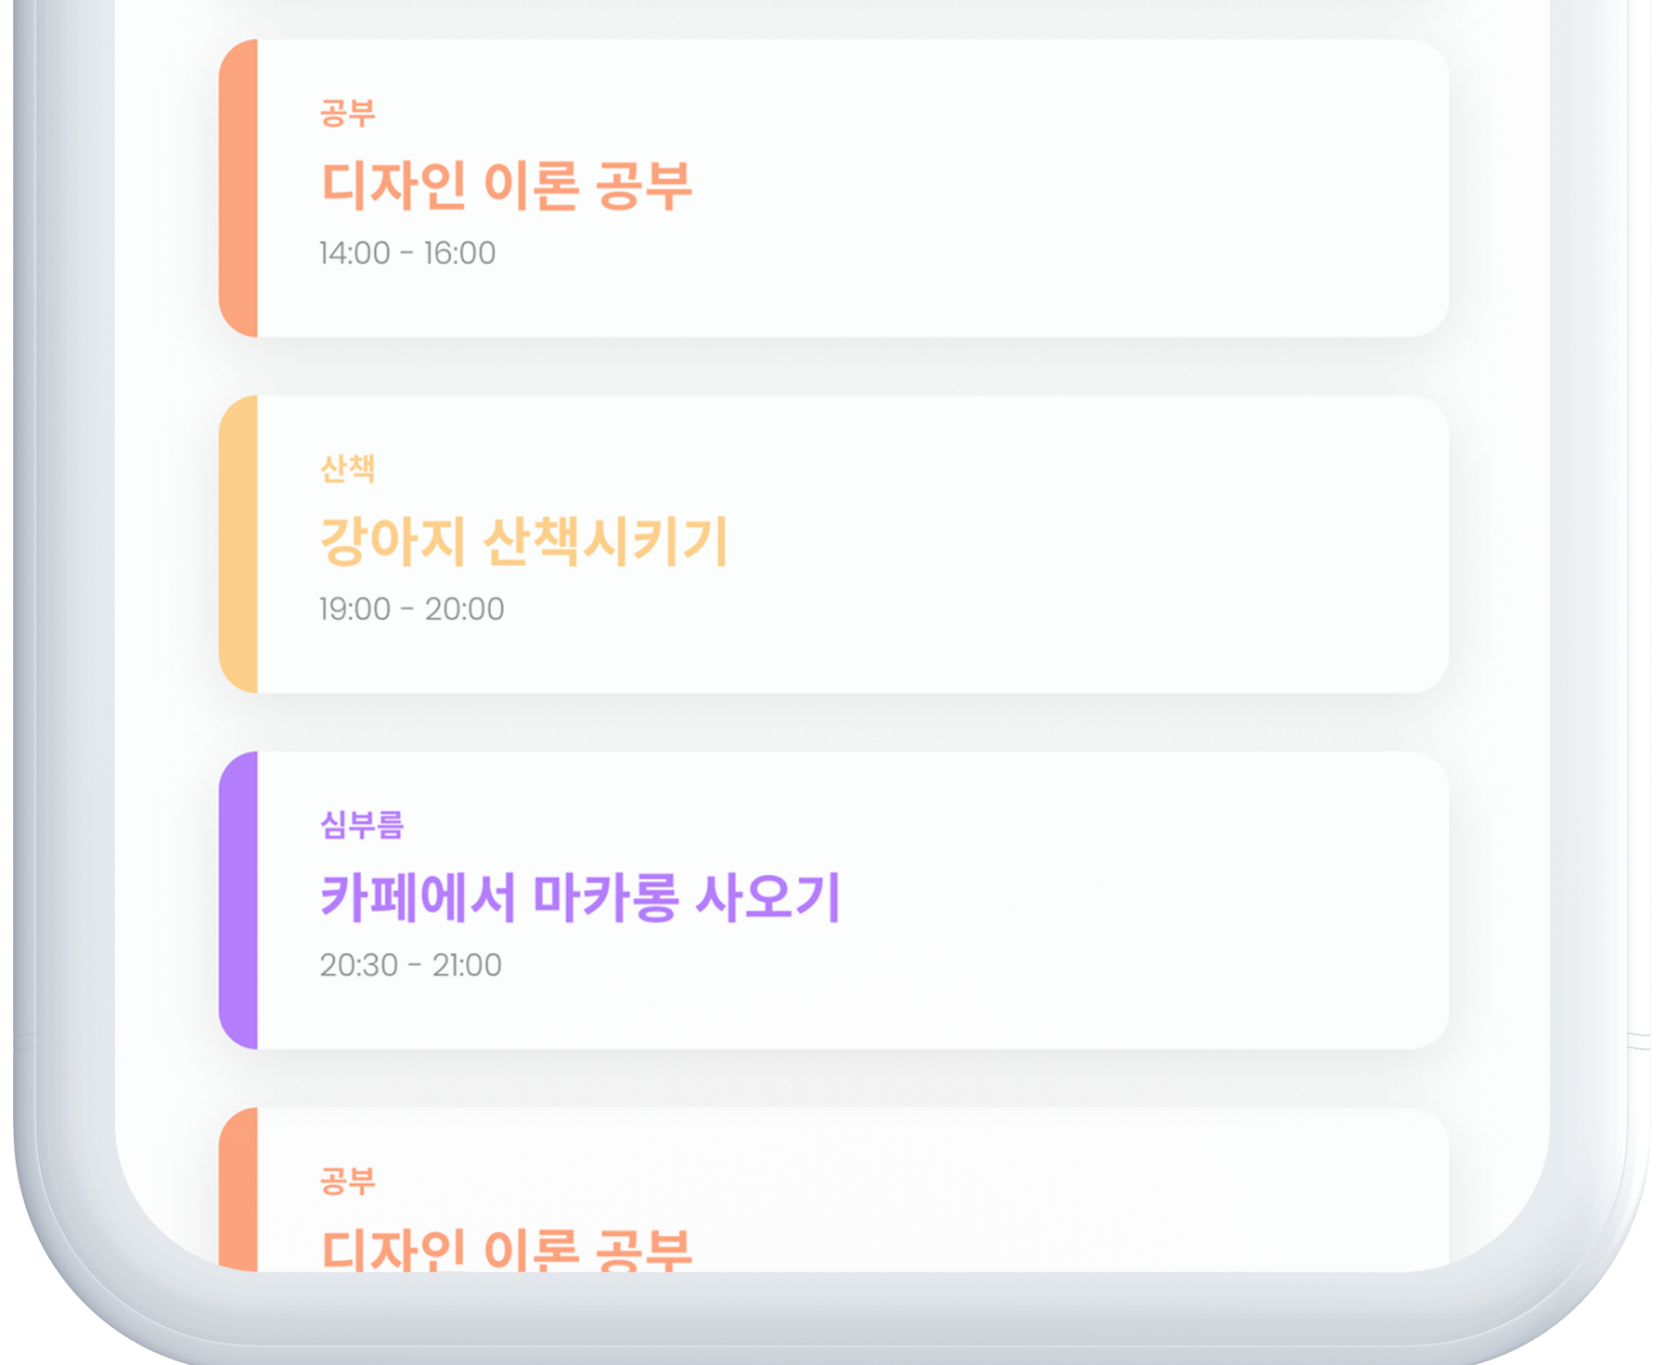 공부
디자인 이론 공부
14:00 - 16:00
산책
강아지 산책시키기
19:00 - 20:00
심부름
카페에서 마카롱 사오기
20:30 - 21:00
공부
디자인 이론 공부